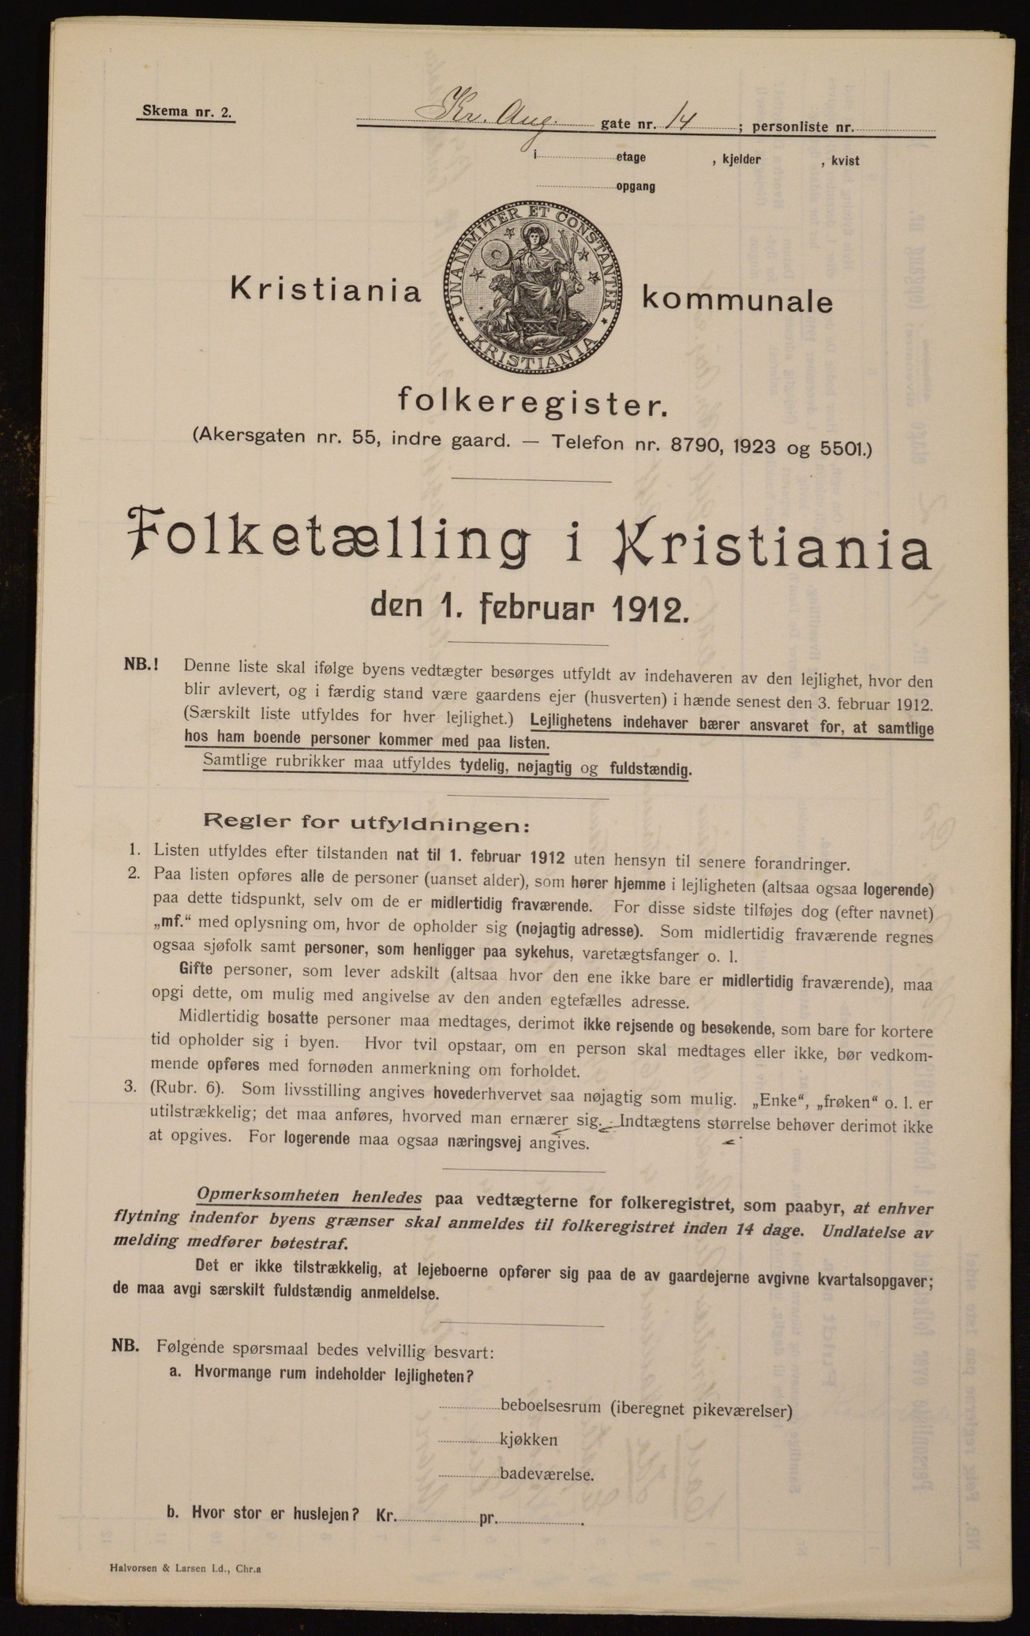 Skema nr. 2.
Kr. Aug. gate nr. 14 ; personliste nr.
i etage , kjelder , kvist
opgang
UNANIMITER ET CONSTANTER
KRISTIANIA
Kristiania kommunale
folkeregister.
(Akersgaten nr. 55, indre gaard. — Telefon nr. 8790, 1923 og 5501.)
Folketælling i Kristiania
den 1. februar 1912.
NB.! Denne liste skal ifølge byens vedtægter besørges utfyldt av indehaveren av den lejlighet, hvor den
blir avlevert, og i færdig stand være gaardens ejer (husverten) i hænde senest den 3. februar 1912.
(Særskilt liste utfyldes for hver lejlighet.) Lejlighetens indehaver bærer ansvaret for, at samtlige
hos ham boende personer kommer med paa listen.
Samtlige rubrikker maa utfyldes tydelig, nøjagtig og fuldstændig.
Regler for utfyldningen:
1. Listen utfyldes efter tilstanden nat til 1. februar 1912 uten hensyn til senere forandringer.
2. Paa listen opføres alle de personer (uanset alder), som hører hjemme i lejligheten (altsaa ogsaa logerende)
paa dette tidspunkt, selv om de er midlertidig fraværende. For disse sidste tilføjes dog (efter navnet)
„mf.“ med oplysning om, hvor de opholder sig (nøjagtig adresse). Som midlertidig fraværende regnes
ogsaa sjøfolk samt personer, som henligger paa sykehus, varetægtsfanger o. l.
Gifte personer, som lever adskilt (altsaa hvor den ene ikke bare er midlertidig fraværende), maa
opgi dette, om mulig med angivelse av den anden egtefælles adresse.
Midlertidig bosatte personer maa medtages, derimot ikke rejsende og besøkende, som bare for kortere
tid opholder sig i byen. Hvor tvil opstaar, om en person skal medtages eller ikke, bør vedkom-
mende opføres med fornøden anmerkning om forholdet.
3. (Rubr. 6). Som livsstilling angives hovederhvervet saa nøjagtig som mulig. „Enke“, „frøken“ o. l. er
utilstrækkelig; det maa anføres, hvorved man ernærer sig. Indtægtens størrelse behøver derimot ikke
at opgives. For logerende maa ogsaa næringsvej angives.
Opmerksomheten henledes paa vedtægterne for folkeregistret, som paabyr, at enhver
flytning indenfor byens grænser skal anmeldes til folkeregistret inden 14 dage. Undlatelse av
melding medfører bøtestraf.
Det er ikke tilstrækkelig, at lejeboerne opfører sig paa de av gaardejerne avgivne kvartalsopgaver;
de maa avgi særskilt fuldstændig anmeldelse.
NB. Følgende spørsmaal bedes velvillig besvart:
a. Hvormange rum indeholder lejligheten?
beboelsesrum (iberegnet pikeværelser)
kjøkken
badeværelse.
b. Hvor stor er huslejen? Kr. pr. .
Halvorsen & Larsen Ld., Chr.a